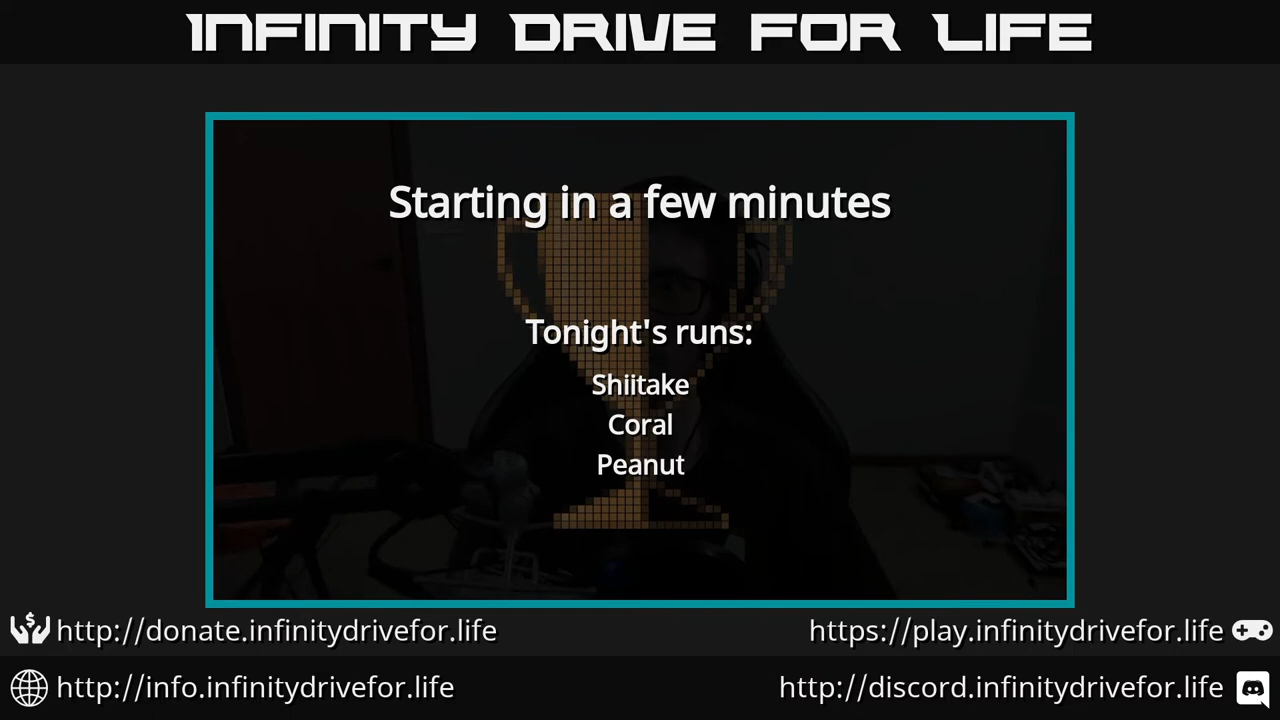 INFINITY DRIVE FOR LIFE
Starting in a few minutes
Tonight's runs:
Shiitake
Coral
Peanut
http://donate.infinitydrivefor.life
https://play.infinitydrivefor.life
http://info.infinitydrivefor.life
http://discord.infinitydrivefor.life